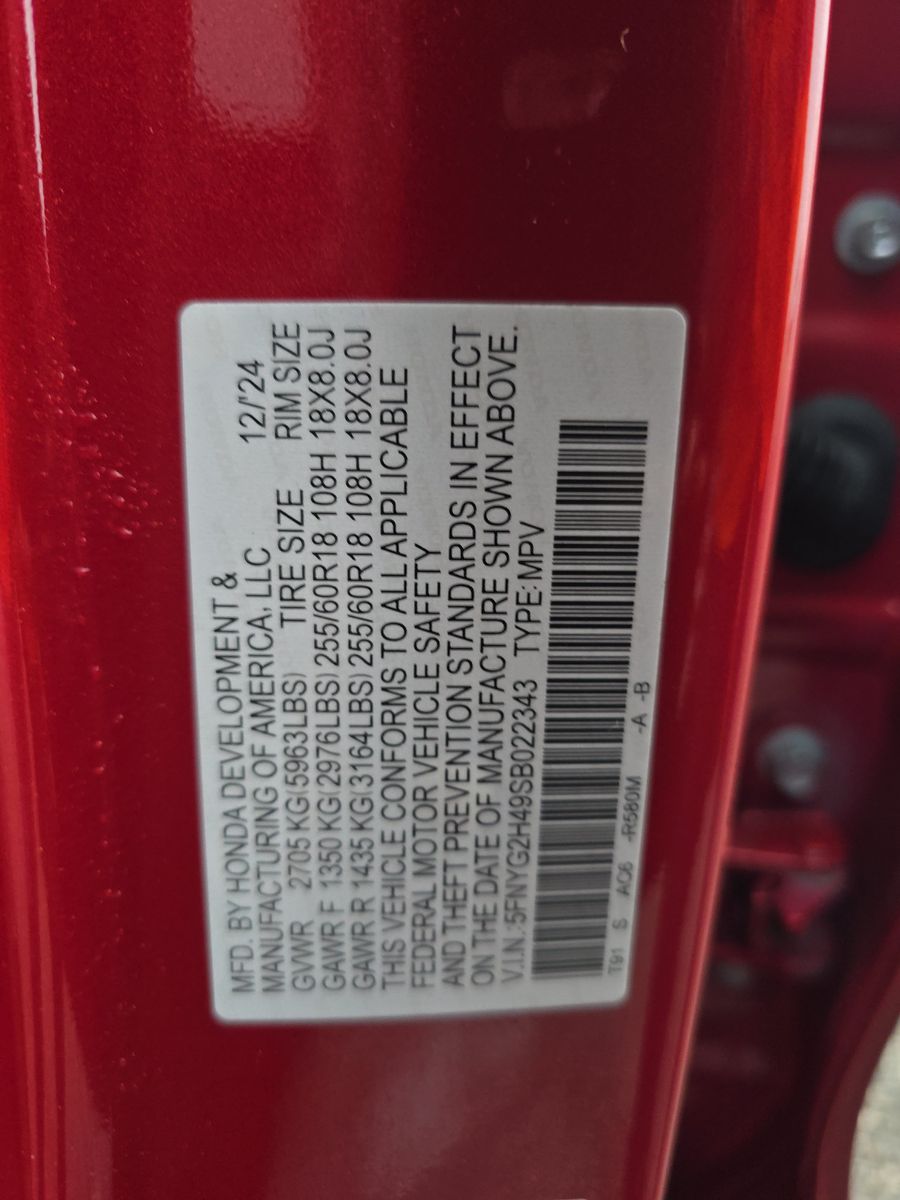 MFD. BY HONDA DEVELOPMENT &
MANUFACTURING OF AMERICA, LLC 12/'24
GVWR 2705 KG(5963LBS) TIRE SIZE RIM SIZE
GAWR F 1350 KG(2976LBS) 255/60R18 108H 18X8.0J
GAWR R 1435 KG(3164LBS) 255/60R18 108H 18X8.0J
THIS VEHICLE CONFORMS TO ALL APPLICABLE
FEDERAL MOTOR VEHICLE SAFETY
AND THEFT PREVENTION STANDARDS IN EFFECT
ON THE DATE OF MANUFACTURE SHOWN ABOVE.
V.I.N.:5FNYG2H49SB022343 TYPE: MPV
T91 S AC6 -R580M -A -B